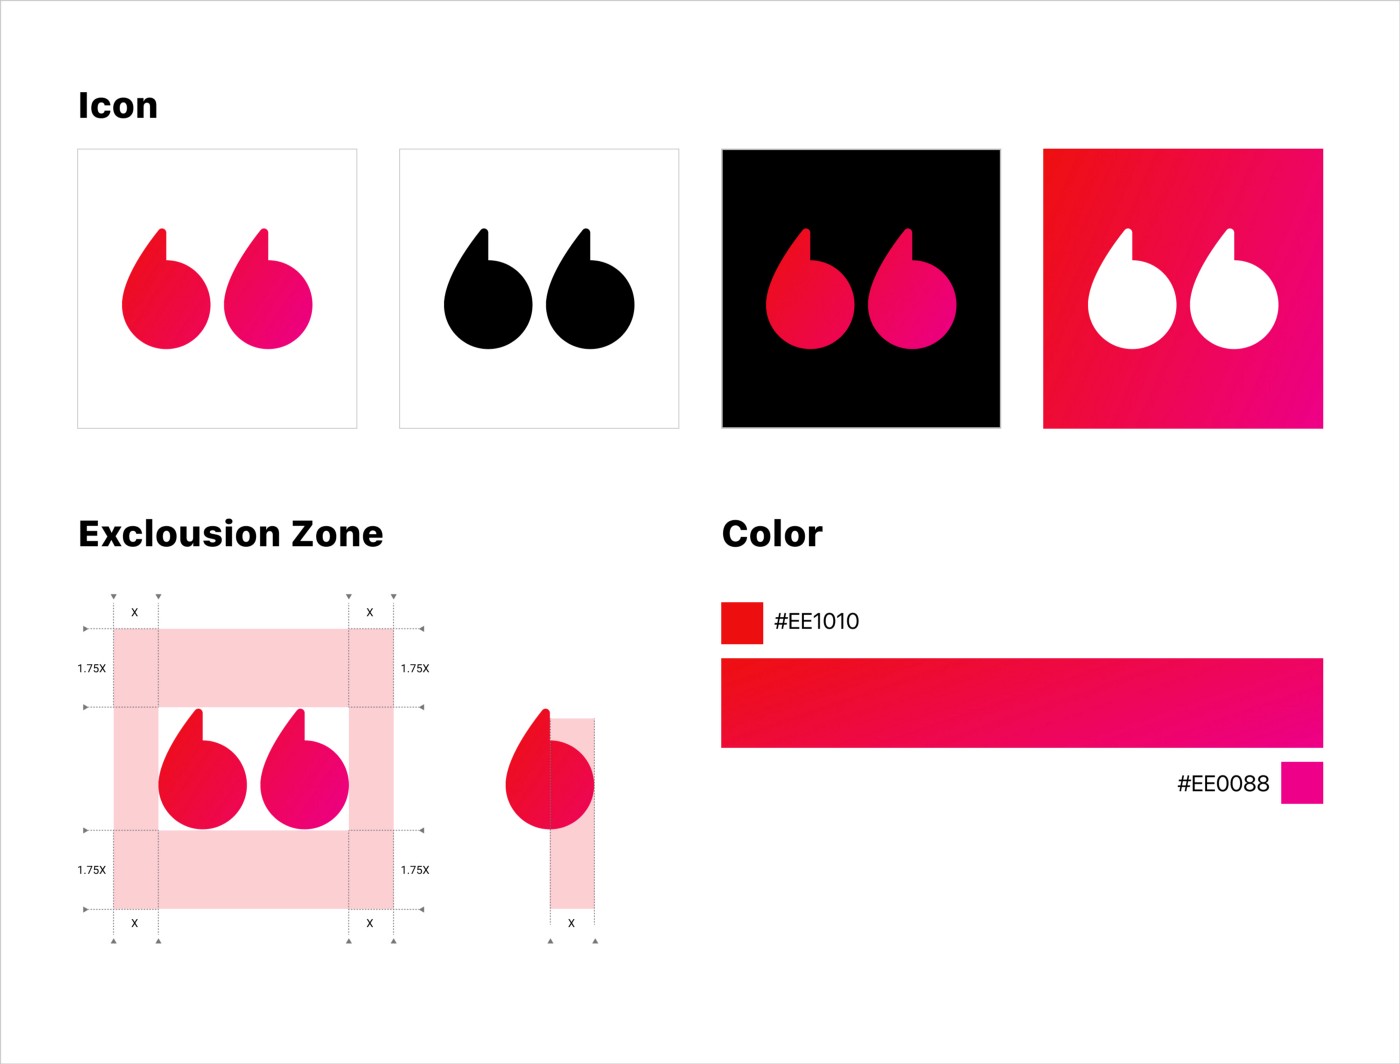 Icon
Exclousion Zone
X X
1.75X 1.75X
1.75X 1.75X
X X
X
Color
#EE1010
#EE0088